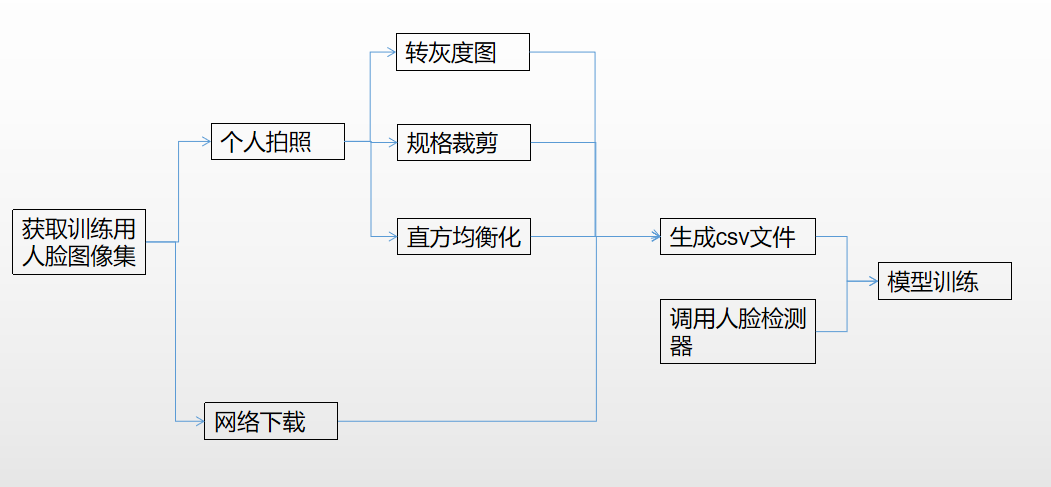 转灰度图
个人拍照
规格裁剪
获取训练用
人脸图像集
直方均衡化
生成csv文件
模型训练
调用人脸检测
器
网络下载